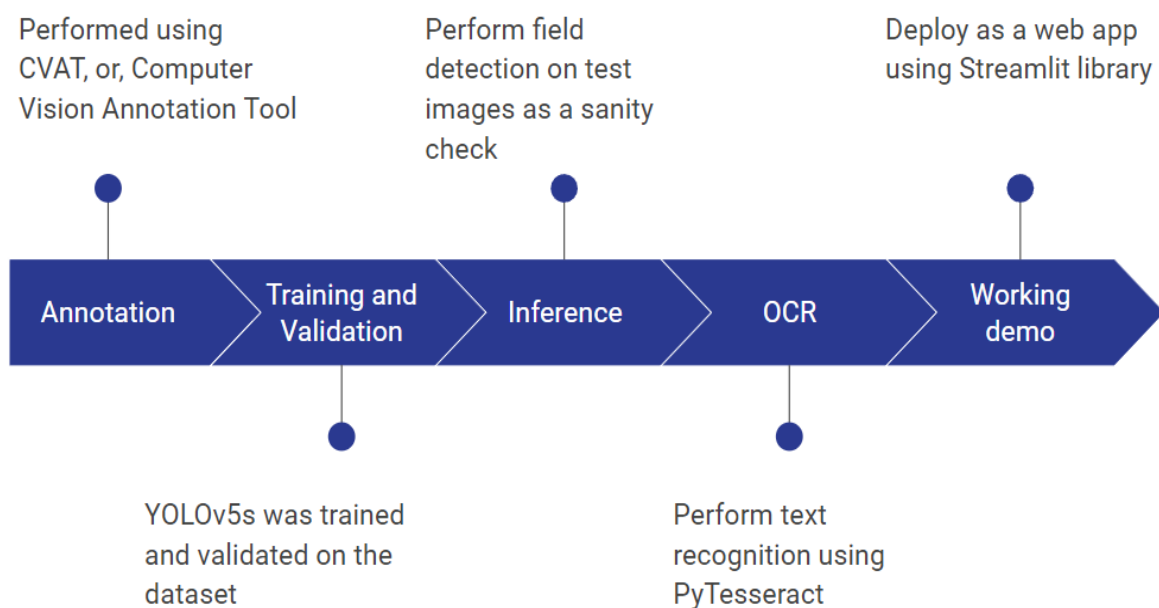 Performed using
CVAT, or, Computer
Vision Annotation Tool
Perform field
detection on test
images as a sanity
check
Deploy as a web app
using Streamlit library
Annotation
Training and
Validation
Inference
OCR
Working
demo
YOLOv5s was trained
and validated on the
dataset
Perform text
recognition using
PyTesseract